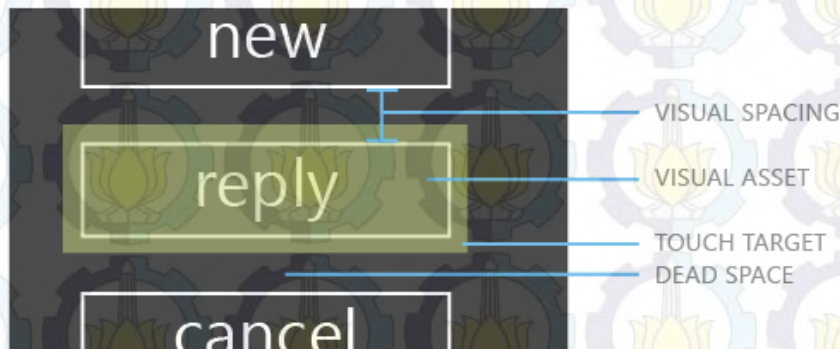 new
VISUAL SPACING
reply
VISUAL ASSET
TOUCH TARGET
DEAD SPACE
cancel